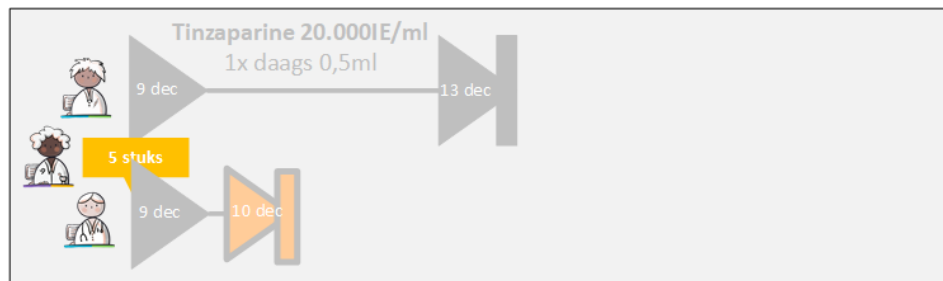 Tinzaparine 20.000IE/ml
1x daags 0,5ml
9 dec
13 dec
5 stuks
9 dec
10 dec